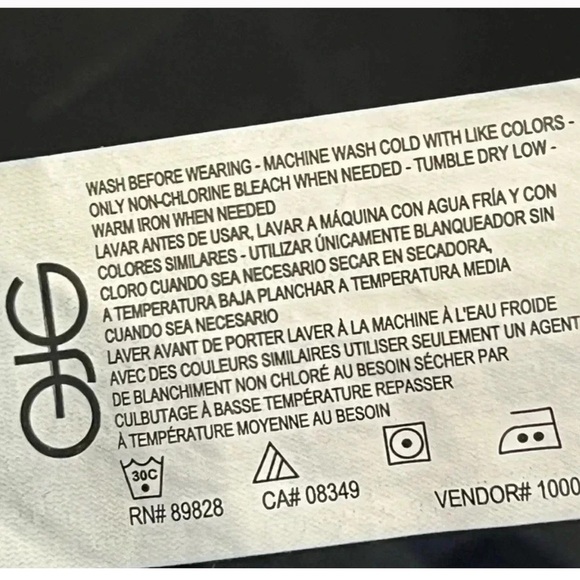 WASH BEFORE WEARING - MACHINE WASH COLD WITH LIKE COLORS -
ONLY NON-CHLORINE BLEACH WHEN NEEDED - TUMBLE DRY LOW -
WARM IRON WHEN NEEDED
LAVAR ANTES DE USAR, LAVAR A MÁQUINA CON AGUA FRÍA Y CON
COLORES SIMILARES - UTILIZAR ÚNICAMENTE BLANQUEADOR SIN
CLORO CUANDO SEA NECESARIO SECAR EN SECADORA,
A TEMPERATURA BAJA PLANCHAR A TEMPERATURA MEDIA
CUANDO SEA NECESARIO
LAVER AVANT DE PORTER LAVER À LA MACHINE À L'EAU FROIDE
AVEC DES COULEURS SIMILAIRES UTILISER SEULEMENT UN AGENT
DE BLANCHIMENT NON CHLORÉ AU BESOIN SÉCHER PAR
CULBUTAGE À BASSE TEMPÉRATURE REPASSER
À TEMPÉRATURE MOYENNE AU BESOIN
30C
RN# 89828 CA# 08349 VENDOR# 1000